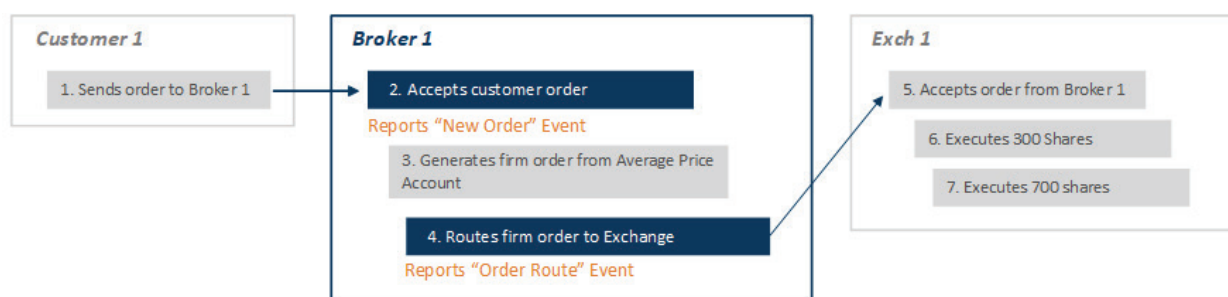 Customer 1
1. Sends order to Broker 1
Broker 1
2. Accepts customer order
Reports “New Order” Event
3. Generates firm order from Average Price
Account
4. Routes firm order to Exchange
Reports “Order Route” Event
Exch 1
5. Accepts order from Broker 1
6. Executes 300 Shares
7. Executes 700 shares